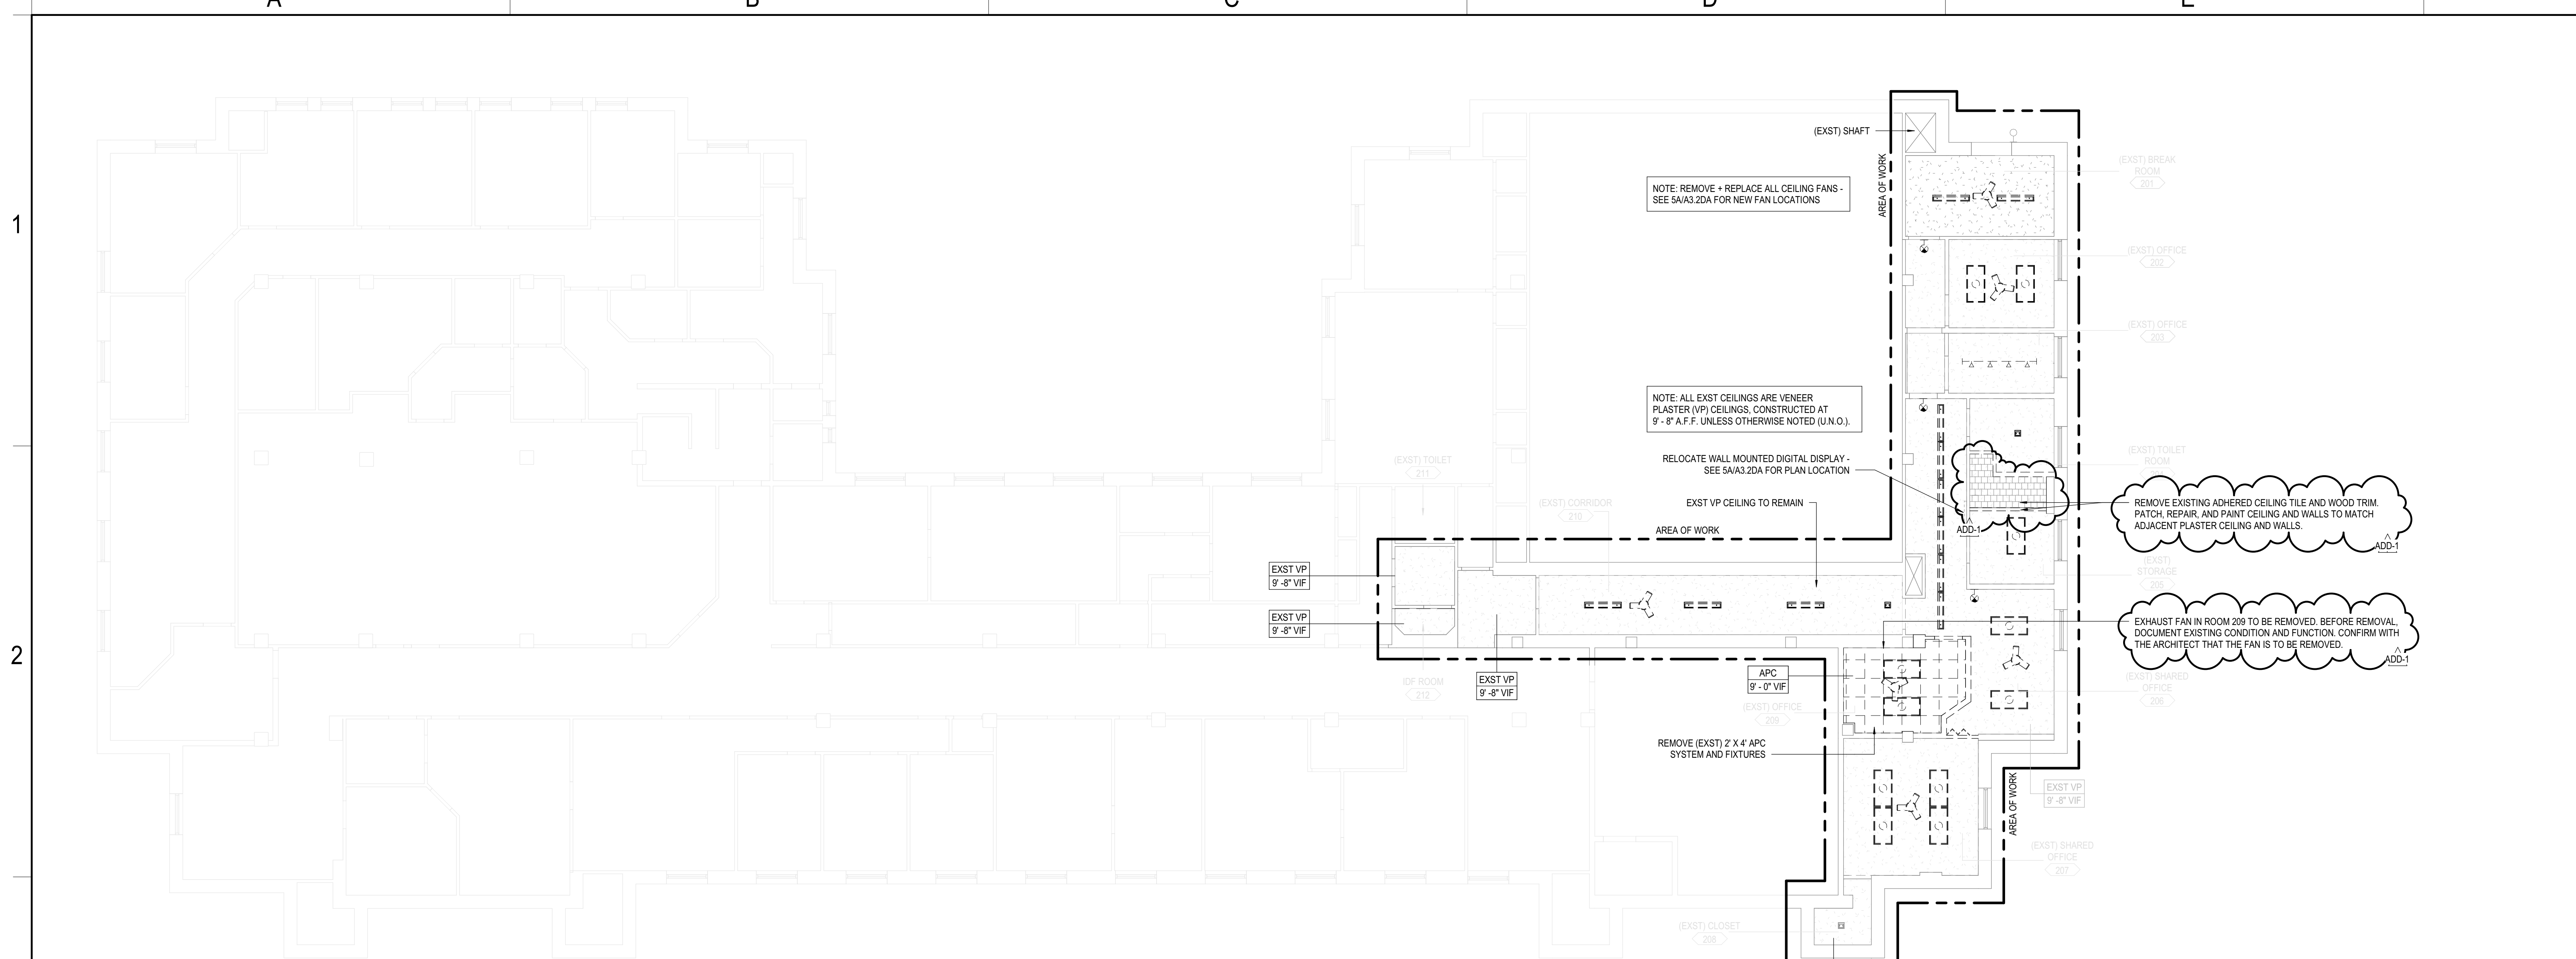 A
B
C
D
E
1
2
(EXST) SHAFT
AREA OF WORK
NOTE: REMOVE + REPLACE ALL CEILING FANS -
SEE 5A/A3.2DA FOR NEW FAN LOCATIONS
(EXST) BREAK
ROOM
201
(EXST) OFFICE
202
(EXST) OFFICE
203
NOTE: ALL EXST CEILINGS ARE VENEER
PLASTER (VP) CEILINGS, CONSTRUCTED AT
9' - 8" A.F.F. UNLESS OTHERWISE NOTED (U.N.O.).
RELOCATE WALL MOUNTED DIGITAL DISPLAY -
SEE 5A/A3.2DA FOR PLAN LOCATION
(EXST) TOILET
ROOM
(EXST) TOILET
211
(EXST) CORRIDOR
210
EXST VP CEILING TO REMAIN
REMOVE EXISTING ADHERED CEILING TILE AND WOOD TRIM.
PATCH, REPAIR, AND PAINT CEILING AND WALLS TO MATCH
ADJACENT PLASTER CEILING AND WALLS.
ADD-1
ADD-1
AREA OF WORK
(EXST)
STORAGE
205
EXST VP
9' -8" VIF
EXST VP
9' -8" VIF
EXHAUST FAN IN ROOM 209 TO BE REMOVED. BEFORE REMOVAL,
DOCUMENT EXISTING CONDITION AND FUNCTION. CONFIRM WITH
THE ARCHITECT THAT THE FAN IS TO BE REMOVED.
ADD-1
IDF ROOM
212
EXST VP
9' -8" VIF
APC
9' - 0" VIF
(EXST) SHARED
OFFICE
206
(EXST) OFFICE
209
REMOVE (EXST) 2' X 4' APC
SYSTEM AND FIXTURES
AREA OF WORK
EXST VP
9' -8" VIF
(EXST) SHARED
OFFICE
207
(EXST) CLOSET
208